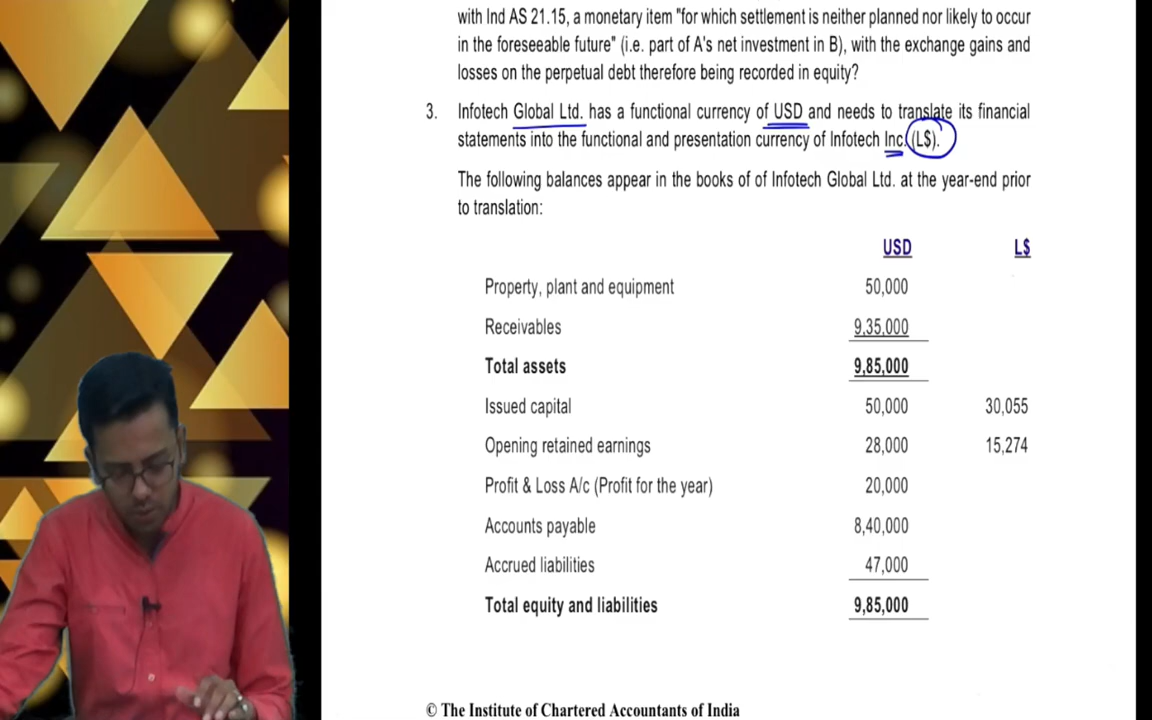 with Ind AS 21.15, a monetary item "for which settlement is neither planned nor likely to occur
in the foreseeable future" (i.e. part of A's net investment in B), with the exchange gains and
losses on the perpetual debt therefore being recorded in equity?
3. Infotech Global Ltd. has a functional currency of USD and needs to translate its financial
statements into the functional and presentation currency of Infotech Inc. (L$).
The following balances appear in the books of of Infotech Global Ltd. at the year-end prior
to translation:
USD L$
Property, plant and equipment 50,000
Receivables 9,35,000
Total assets 9,85,000
Issued capital 50,000 30,055
Opening retained earnings 28,000 15,274
Profit & Loss A/c (Profit for the year) 20,000
Accounts payable 8,40,000
Accrued liabilities 47,000
Total equity and liabilities 9,85,000
© The Institute of Chartered Accountants of India